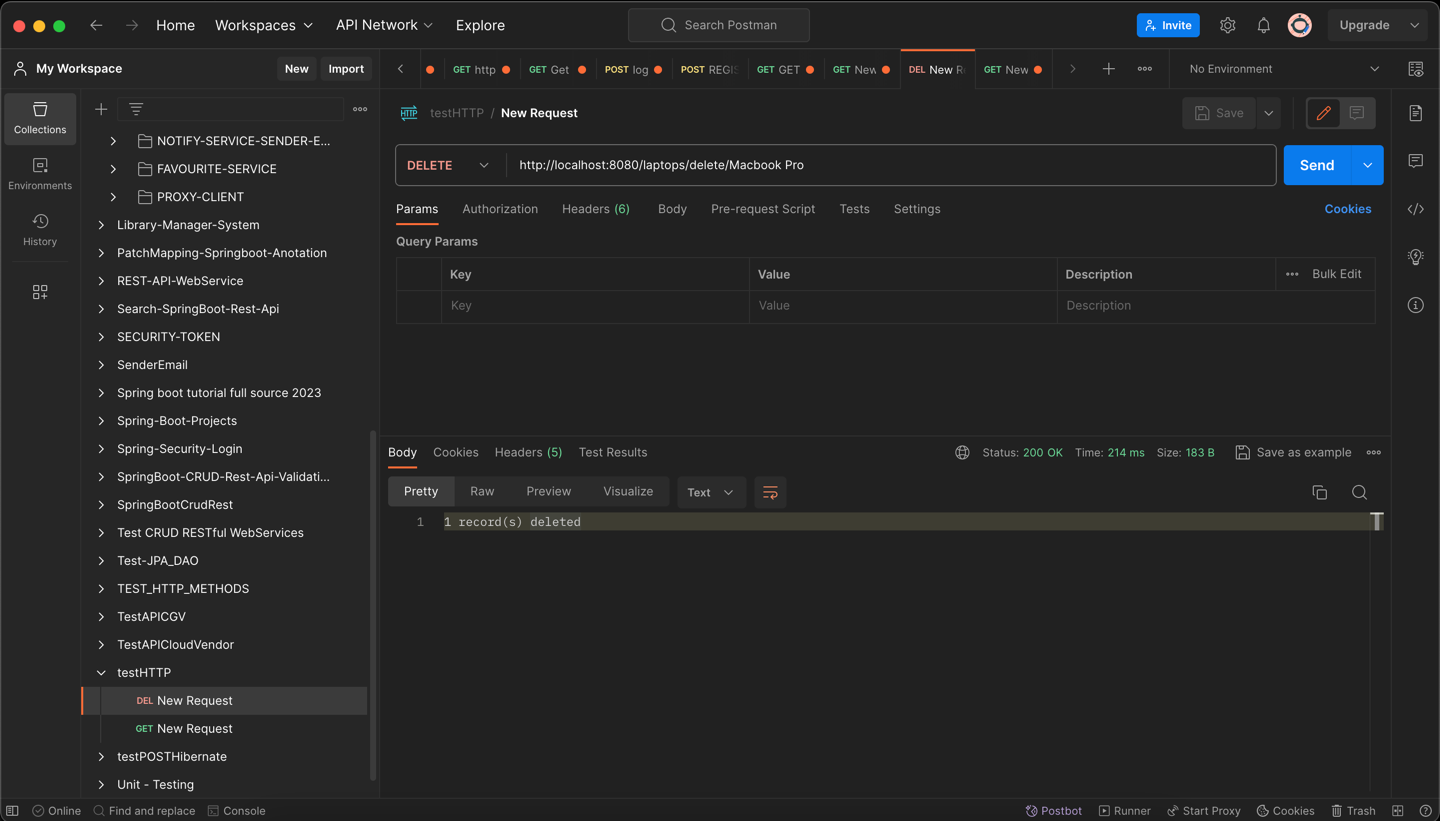 Home
Workspaces
API Network
Explore
Search Postman
Invite
Upgrade
My Workspace
New
Import
GET http
GET Get
POST log
POST REGIS
GET GET
GET New
DEL New R
GET New
No Environment
Collections
Environments
History
NOTIFY-SERVICE-SENDER-E...
FAVOURITE-SERVICE
PROXY-CLIENT
Library-Manager-System
PatchMapping-Springboot-Anotation
REST-API-WebService
Search-SpringBoot-Rest-Api
SECURITY-TOKEN
SenderEmail
Spring boot tutorial full source 2023
Spring-Boot-Projects
Spring-Security-Login
SpringBoot-CRUD-Rest-Api-Validati...
SpringBootCrudRest
Test CRUD RESTful WebServices
Test-JPA_DAO
TEST_HTTP_METHODS
TestAPICGV
TestAPICloudVendor
testHTTP
DEL New Request
GET New Request
testPOSTHibernate
Unit - Testing
HTTP testHTTP / New Request
Save
DELETE
http://localhost:8080/laptops/delete/Macbook Pro
Send
Params
Authorization
Headers (6)
Body
Pre-request Script
Tests
Settings
Cookies
Query Params
Key
Value
Description
Bulk Edit
Key
Value
Description
Body
Cookies
Headers (5)
Test Results
Status: 200 OK
Time: 214 ms
Size: 183 B
Save as example
Pretty
Raw
Preview
Visualize
Text
1
1 record(s) deleted
Online
Find and replace
Console
Postbot
Runner
Start Proxy
Cookies
Trash